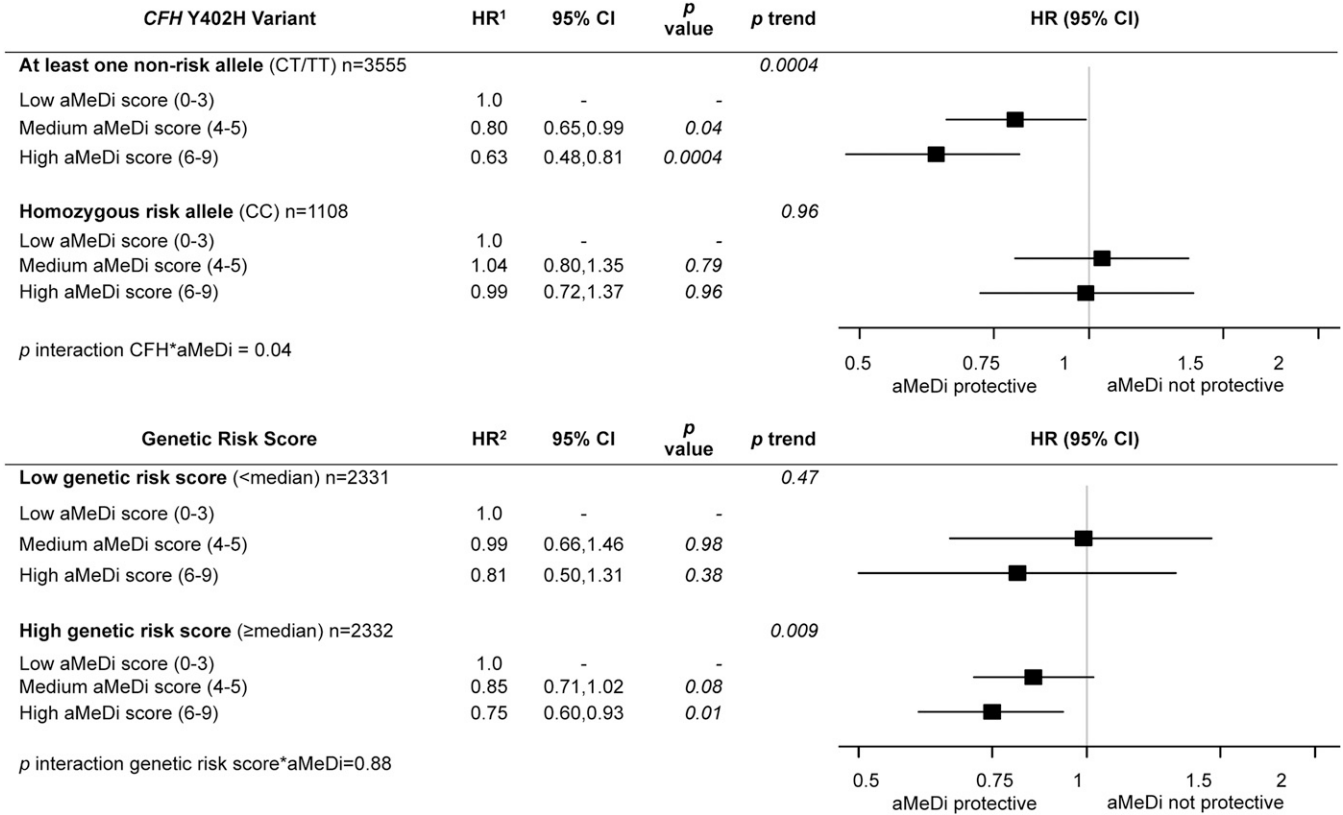 CFH Y402H Variant HR¹ 95% CI p value p trend HR (95% CI)
At least one non-risk allele (CT/TT) n=3555 0.0004
Low aMeDi score (0-3) 1.0 - -
Medium aMeDi score (4-5) 0.80 0.65,0.99 0.04
High aMeDi score (6-9) 0.63 0.48,0.81 0.0004
Homozygous risk allele (CC) n=1108 0.96
Low aMeDi score (0-3) 1.0 - -
Medium aMeDi score (4-5) 1.04 0.80,1.35 0.79
High aMeDi score (6-9) 0.99 0.72,1.37 0.96
p interaction CFH*aMeDi = 0.04
0.5 0.75 1 1.5 2
aMeDi protective aMeDi not protective
Genetic Risk Score HR² 95% CI p value p trend HR (95% CI)
Low genetic risk score (<median) n=2331 0.47
Low aMeDi score (0-3) 1.0 - -
Medium aMeDi score (4-5) 0.99 0.66,1.46 0.98
High aMeDi score (6-9) 0.81 0.50,1.31 0.38
High genetic risk score (≥median) n=2332 0.009
Low aMeDi score (0-3) 1.0 - -
Medium aMeDi score (4-5) 0.85 0.71,1.02 0.08
High aMeDi score (6-9) 0.75 0.60,0.93 0.01
p interaction genetic risk score*aMeDi=0.88
0.5 0.75 1 1.5 2
aMeDi protective aMeDi not protective